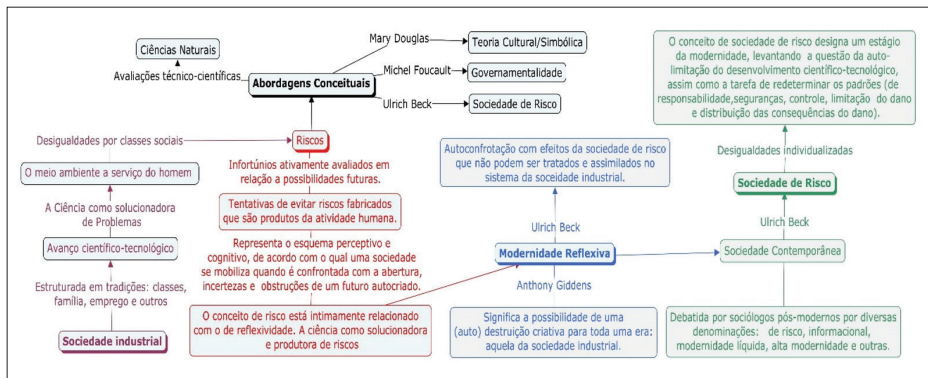 Ciências Naturais
Avaliações técnico-científicas
Abordagens Conceituais
Mary Douglas
Teoria Cultural/Simbólica
Michel Foucault
Governamentalidade
Ulrich Beck
Sociedade de Risco
Desigualdades por classes sociais
O meio ambiente a serviço do homem
A Ciência como solucionadora
de Problemas
Avanço científico-tecnológico
Estruturada em tradições: classes,
família, emprego e outros
Sociedade industrial
Riscos
Infortúnios ativamente avaliados em
relação a possibilidades futuras.
Tentativas de evitar riscos fabricados
que são produtos da atividade humana.
Representa o esquema perceptivo e
cognitivo, de acordo com o qual uma sociedade
se mobiliza quando é confrontada com a abertura,
incertezas e obstruções de um futuro autocriado.
O conceito de risco está intimamente relacionado
com o de reflexividade. A ciência como solucionadora
e produtora de riscos
Autoconfrotação com efeitos da sociedade de risco
que não podem ser tratados e assimilados no
sistema da soceidade industrial.
Ulrich Beck
Modernidade Reflexiva
Anthony Giddens
Significa a possibilidade de uma
(auto) destruição criativa para toda uma era:
aquela da sociedade industrial.
O conceito de sociedade de risco designa um estágio
da modernidade, levantando a questão da auto-
limitação do desenvolvimento científico-tecnológico,
assim como a tarefa de redeterminar os padrões (de
responsabilidade,seguranças, controle, limitação do dano
e distribuição das consequências do dano).
Desigualdades individualizadas
Sociedade de Risco
Ulrich Beck
Sociedade Contemporânea
Debatida por sociólogos pós-modernos por diversas
denominações: de risco, informacional,
modernidade líquida, alta modernidade e outras.